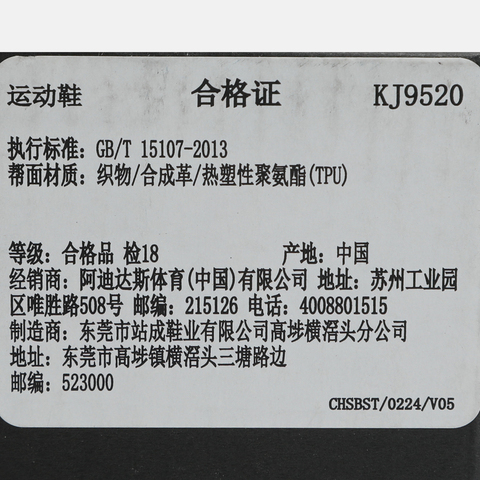 运动鞋 合格证 KJ9520
执行标准：GB/T 15107-2013
帮面材质：织物/合成革/热塑性聚氨酯(TPU)
等级：合格品 检18 产地：中国
经销商：阿迪达斯体育(中国)有限公司 地址：苏州工业园
区唯胜路508号 邮编：215126 电话：4008801515
制造商：东莞市站成鞋业有限公司高埗横滘头分公司
地址：东莞市高埗镇横滘头三塘路边
邮编：523000
CHSBST/0224/V05